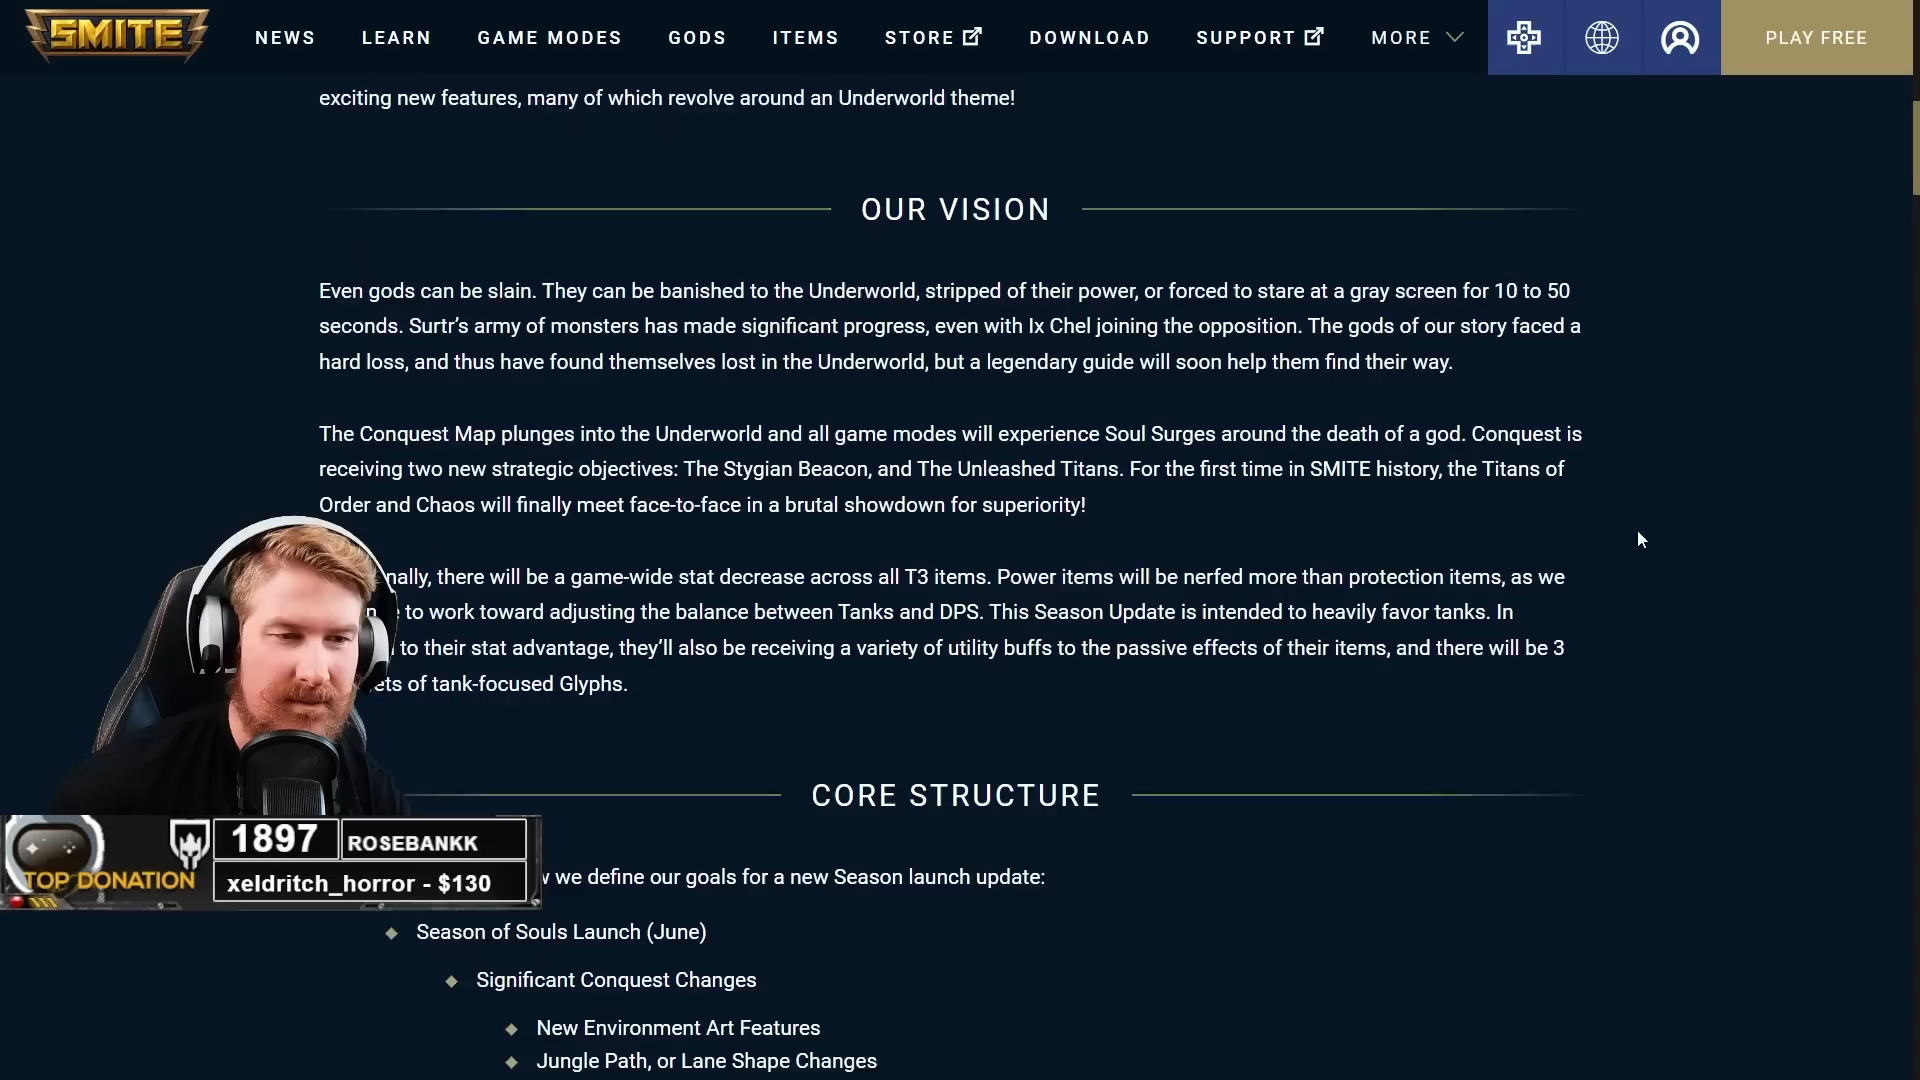 SMITE
NEWS LEARN GAME MODES GODS ITEMS STORE DOWNLOAD SUPPORT MORE PLAY FREE
exciting new features, many of which revolve around an Underworld theme!
OUR VISION
Even gods can be slain. They can be banished to the Underworld, stripped of their power, or forced to stare at a gray screen for 10 to 50
seconds. Surtr’s army of monsters has made significant progress, even with Ix Chel joining the opposition. The gods of our story faced a
hard loss, and thus have found themselves lost in the Underworld, but a legendary guide will soon help them find their way.
The Conquest Map plunges into the Underworld and all game modes will experience Soul Surges around the death of a god. Conquest is
receiving two new strategic objectives: The Stygian Beacon, and The Unleashed Titans. For the first time in SMITE history, the Titans of
Order and Chaos will finally meet face-to-face in a brutal showdown for superiority!
there will be a game-wide stat decrease across all T3 items. Power items will be nerfed more than protection items, as we
to work toward adjusting the balance between Tanks and DPS. This Season Update is intended to heavily favor tanks. In
to their stat advantage, they’ll also be receiving a variety of utility buffs to the passive effects of their items, and there will be 3
of tank-focused Glyphs.
CORE STRUCTURE
we define our goals for a new Season launch update:
Season of Souls Launch (June)
Significant Conquest Changes
New Environment Art Features
Jungle Path, or Lane Shape Changes
1897 ROSEBANKK
TOP DONATION xeldritch_horror - $130